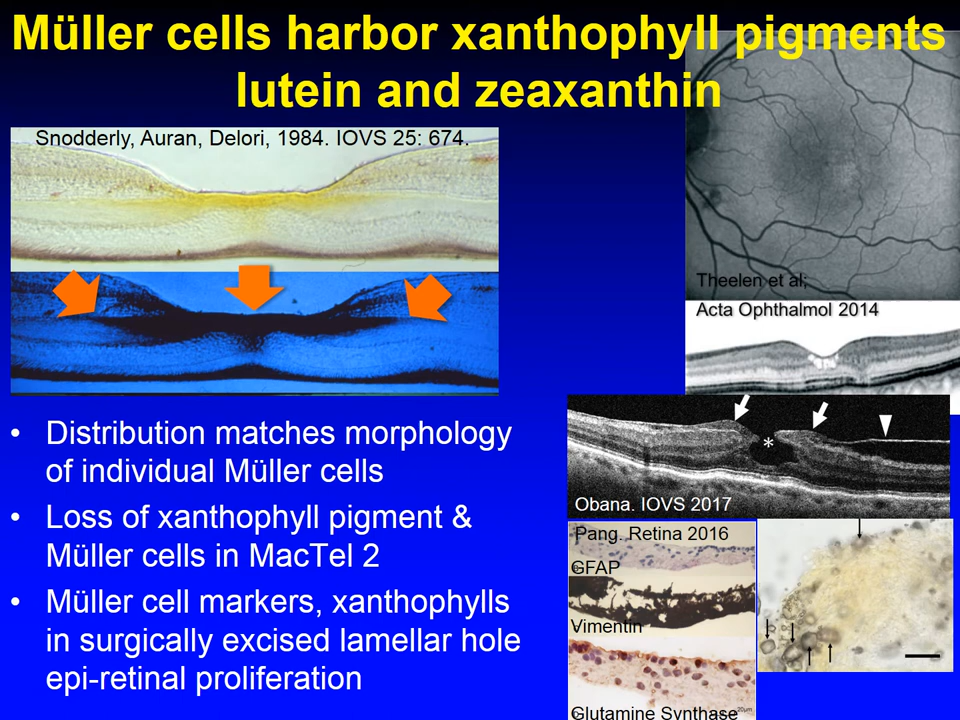 Müller cells harbor xanthophyll pigments
lutein and zeaxanthin
Snodderly, Auran, Delori, 1984. IOVS 25: 674.
Theelen et al;
Acta Ophthalmol 2014
• Distribution matches morphology
of individual Müller cells
• Loss of xanthophyll pigment &
Müller cells in MacTel 2
• Müller cell markers, xanthophylls
in surgically excised lamellar hole
epi-retinal proliferation
*
Obana. IOVS 2017
Pang. Retina 2016
GFAP
Vimentin
Glutamine Synthase
20µm